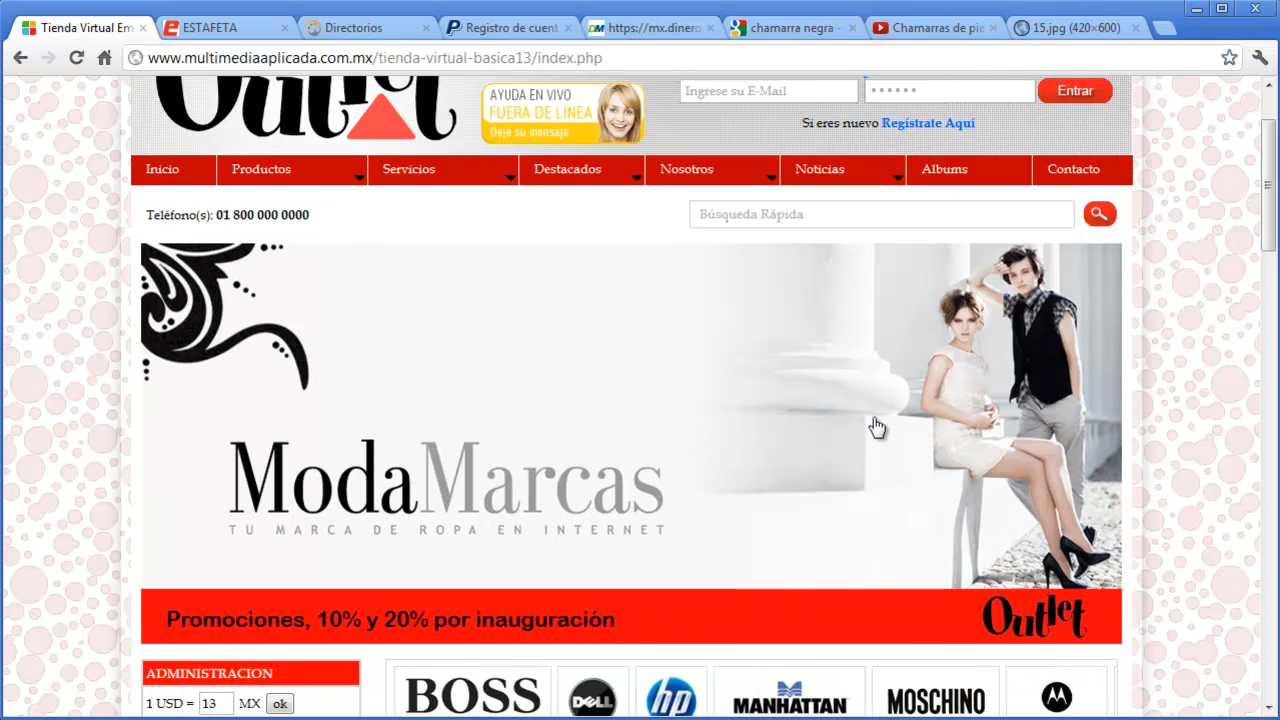 Tienda Virtual Em
ESTAFETA
Directorios
Registro de cuent
https://mx.dinero
chamarra negra -
Chamarras de pie
15.jpg (420×600)
www.multimediaaplicada.com.mx/tienda-virtual-basica13/index.php
Outlet
AYUDA EN VIVO
FUERA DE LINEA
Deje su mensaje
Ingrese su E-Mail
Entrar
Si eres nuevo Regístrate Aquí
Inicio
Productos
Servicios
Destacados
Nosotros
Noticias
Albums
Contacto
Teléfono(s): 01 800 000 0000
Búsqueda Rápida
ModaMarcas
TU MARCA DE ROPA EN INTERNET
Promociones, 10% y 20% por inauguración
Outlet
ADMINISTRACION
1 USD = 13 MX ok
BOSS
DELL
hp
MANHATTAN
MOSCHINO